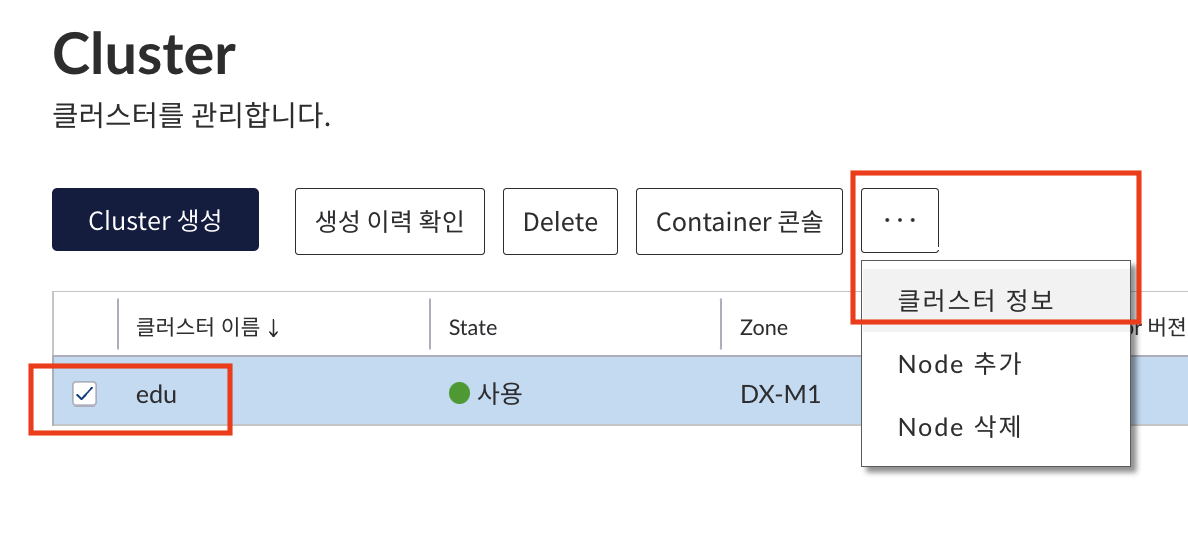 Cluster
클러스터를 관리합니다.
Cluster 생성 생성 이력 확인 Delete Container 콘솔 ···
클러스터 정보
Node 추가
Node 삭제
클러스터 이름 ↓ State Zone 버전
edu 사용 DX-M1